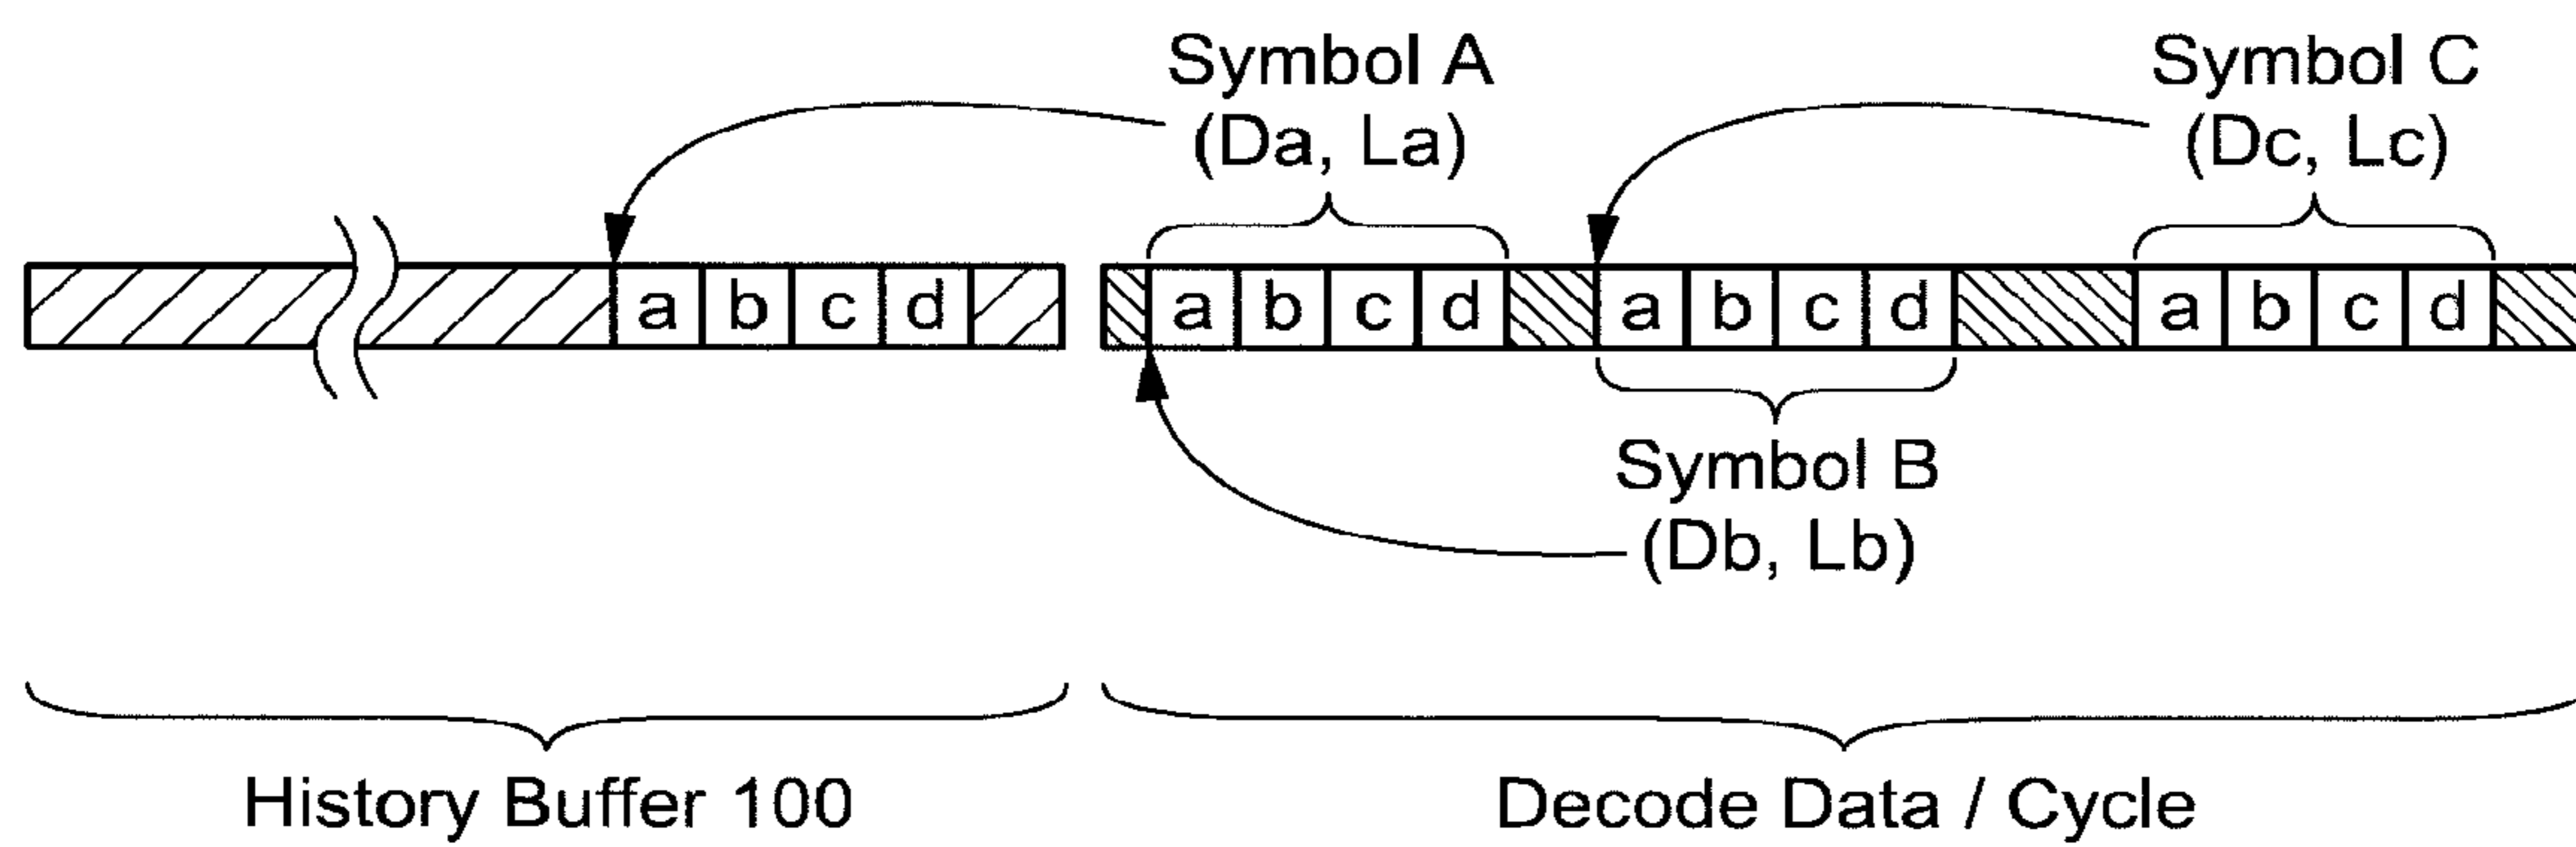 Symbol A
(Da, La)
Symbol C
(Dc, Lc)
a b c d a b c d a b c d a b c d
Symbol B
(Db, Lb)
History Buffer 100
Decode Data / Cycle